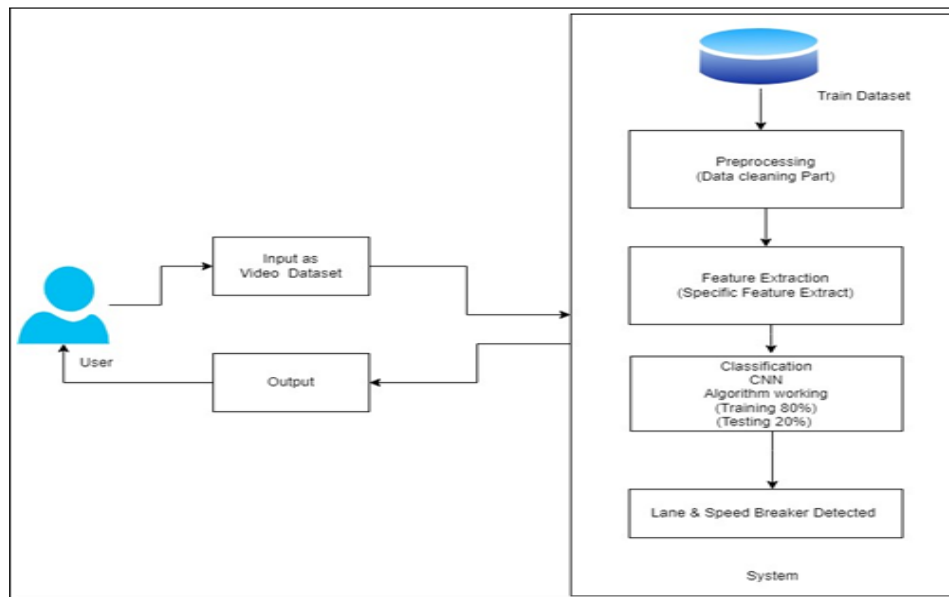 Train Dataset
Preprocessing
(Data cleaning Part)
Input as
Video Dataset
Feature Extraction
(Specific Feature Extract)
User
Output
Classification
CNN
Algorithm working
(Training 80%)
(Testing 20%)
Lane & Speed Breaker Detected
System